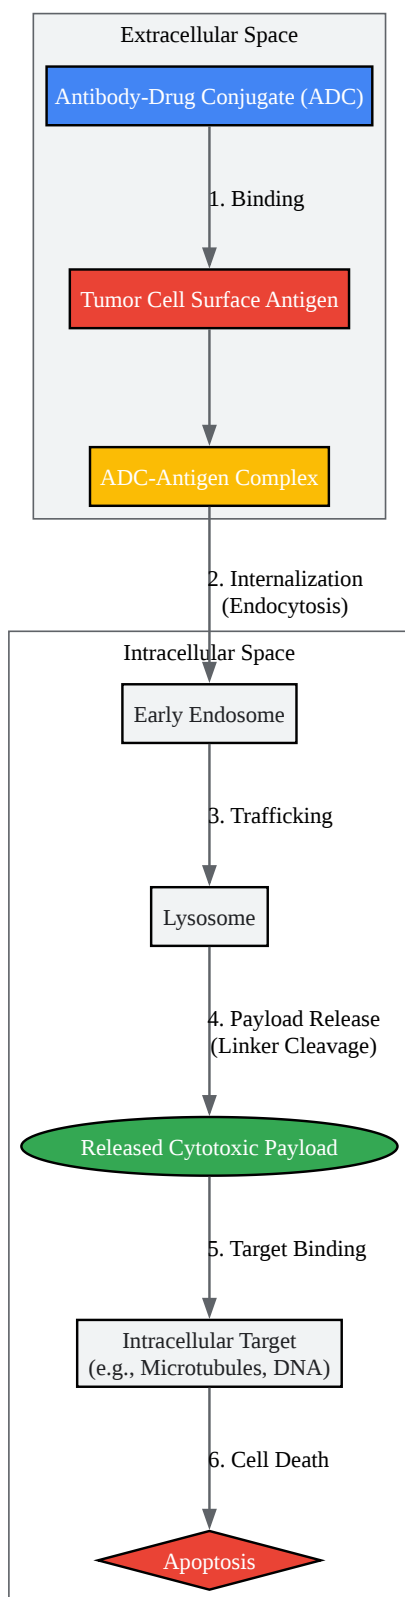 Extracellular Space
Antibody-Drug Conjugate (ADC)
1. Binding
Tumor Cell Surface Antigen
ADC-Antigen Complex
2. Internalization
(Endocytosis)
Intracellular Space
Early Endosome
3. Trafficking
Lysosome
4. Payload Release
(Linker Cleavage)
Released Cytotoxic Payload
5. Target Binding
Intracellular Target
(e.g., Microtubules, DNA)
6. Cell Death
Apoptosis